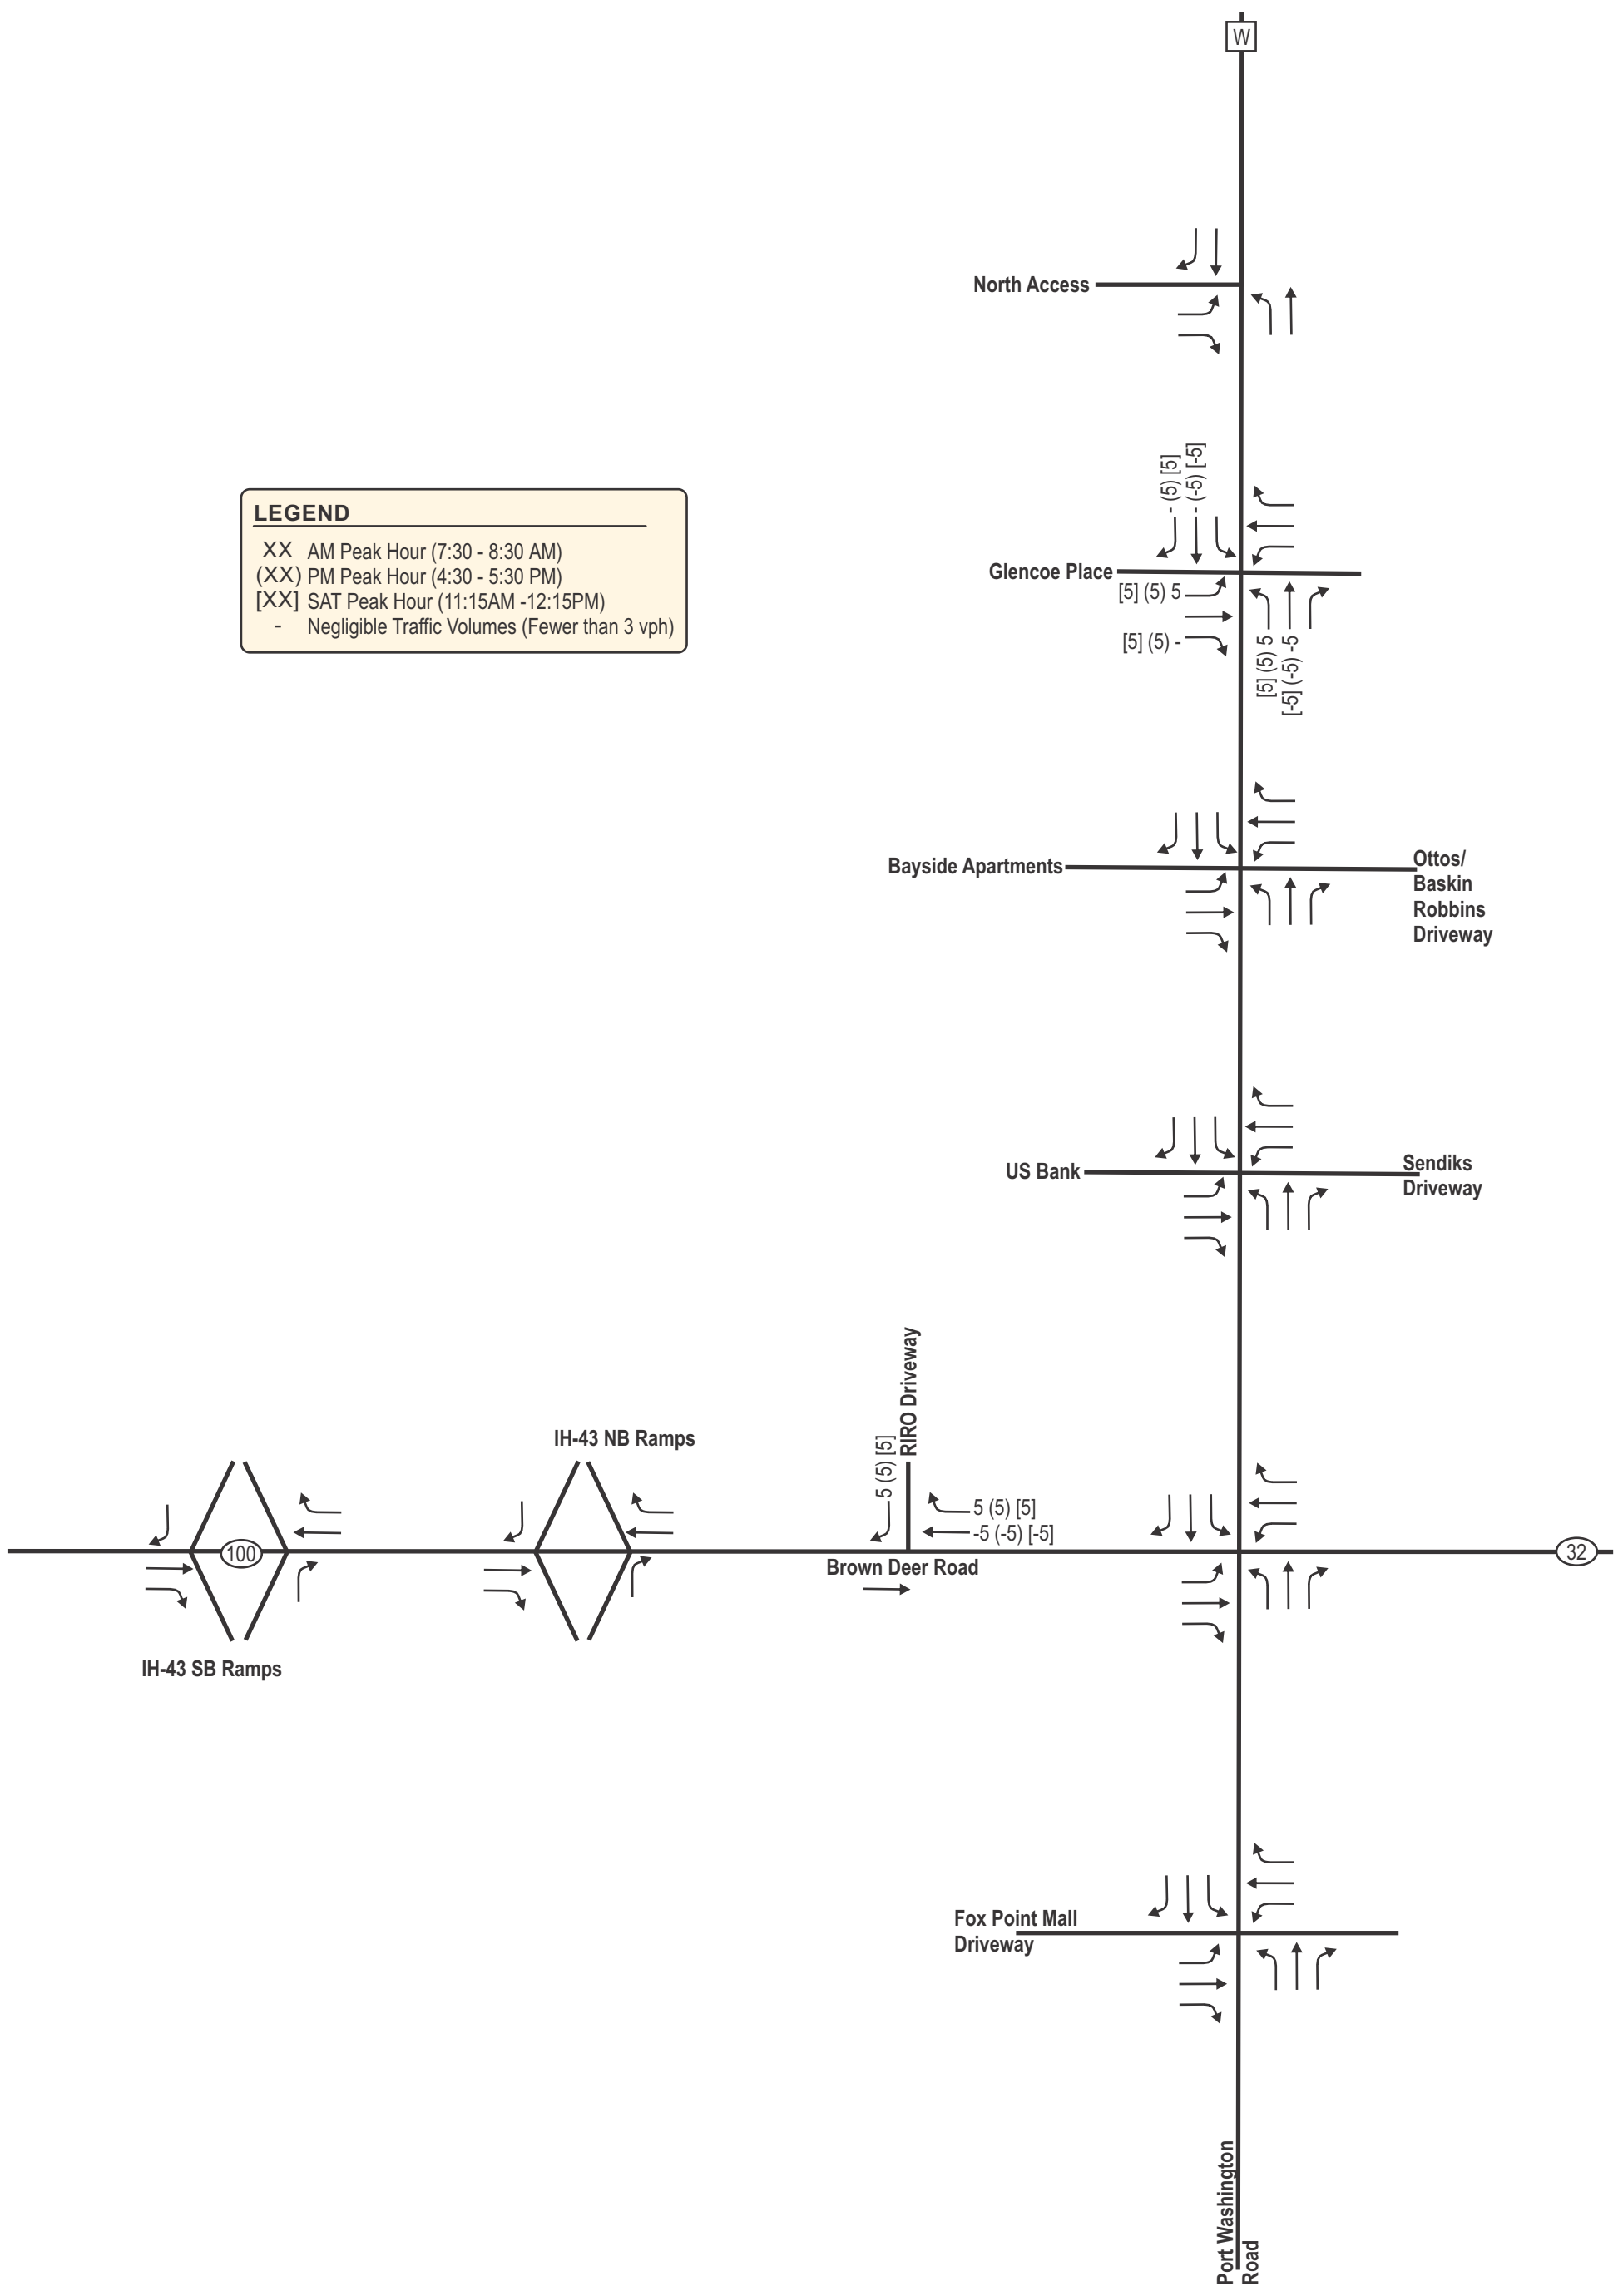 W
North Access
- (5) [5]
- (-5) [-5]
LEGEND
XX AM Peak Hour (7:30 - 8:30 AM)
(XX) PM Peak Hour (4:30 - 5:30 PM)
[XX] SAT Peak Hour (11:15AM -12:15PM)
- Negligible Traffic Volumes (Fewer than 3 vph)
Glencoe Place
[5] (5) 5
[5] (5) -
[5] (5) 5
[-5] (-5) -5
Bayside Apartments
Ottos/
Baskin
Robbins
Driveway
US Bank
Sendiks
Driveway
RIRO Driveway
5 (5) [5]
IH-43 NB Ramps
5 (5) [5]
-5 (-5) [-5]
100
Brown Deer Road
32
IH-43 SB Ramps
Fox Point Mall
Driveway
Port Washington
Road